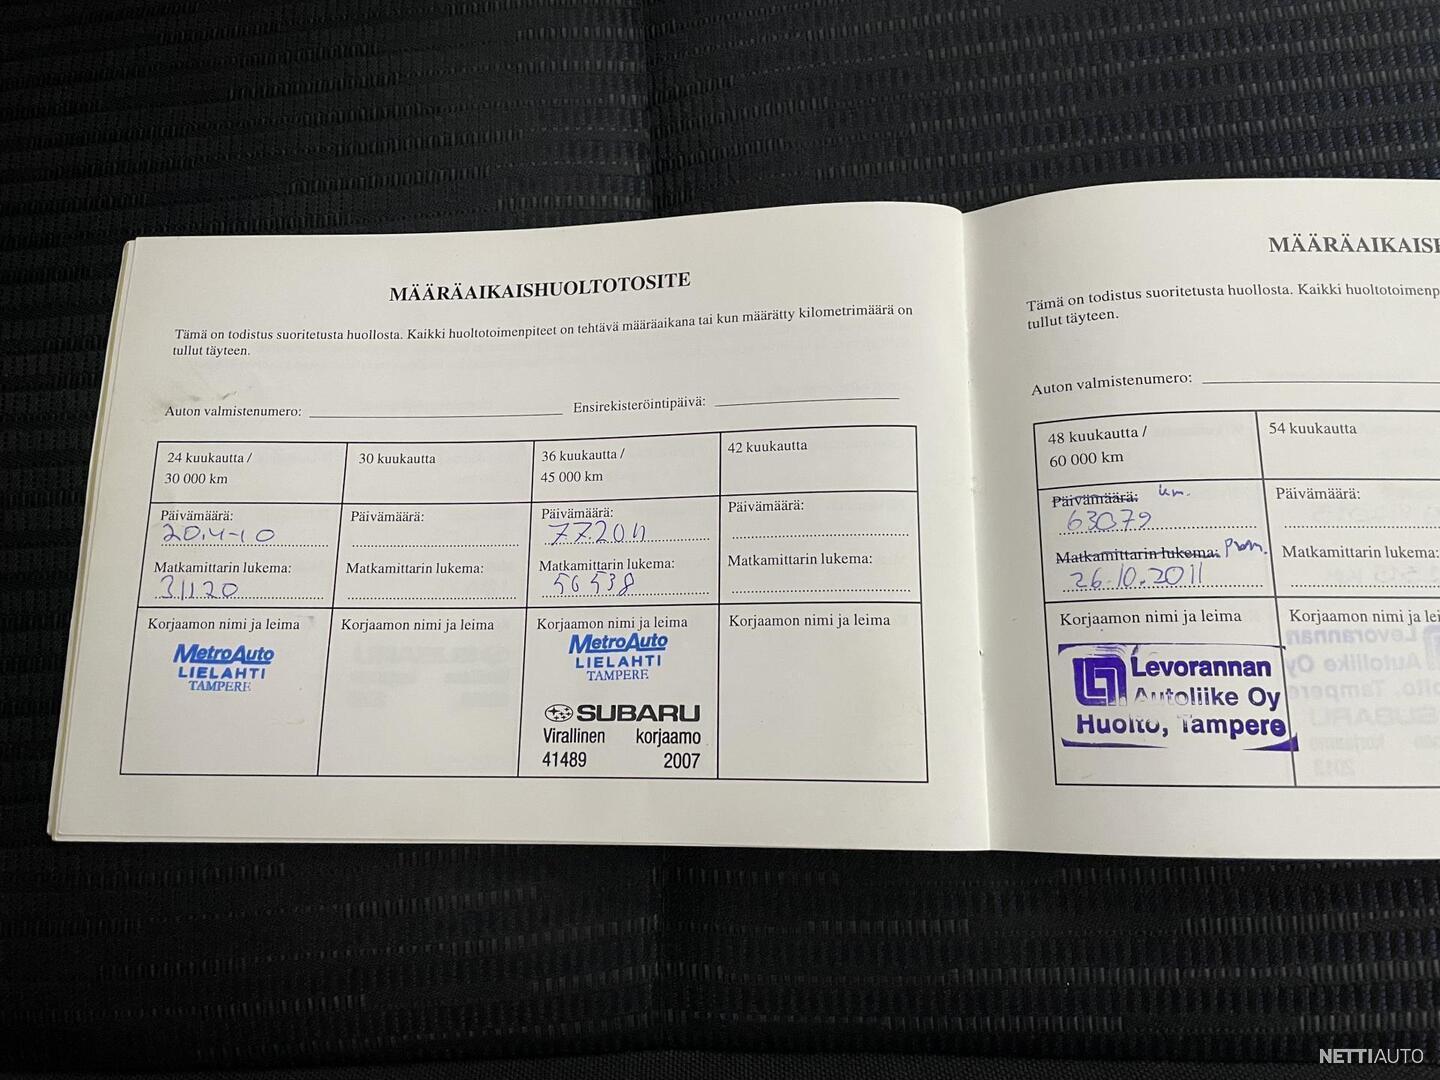 MÄÄRÄAIKAISHUOLTOTOSITE
Tämä on todistus suoritetusta huollosta. Kaikki huoltotoimenpiteet on tehtävä määräaikana tai kun määrätty kilometrimäärä on
tullut täyteen.
Auton valmistenumero: Ensirekisteröintipäivä:
24 kuukautta /
30 000 km
Päivämäärä:
20.4-10
Matkamittarin lukema:
31120
Korjaamon nimi ja leima
MetroAuto
LIELAHTI
TAMPERE
30 kuukautta
Päivämäärä:
Matkamittarin lukema:
Korjaamon nimi ja leima
36 kuukautta /
45 000 km
Päivämäärä:
7.7.2011
Matkamittarin lukema:
56538
Korjaamon nimi ja leima
MetroAuto
LIELAHTI
TAMPERE
SUBARU
Virallinen korjaamo
41489 2007
42 kuukautta
Päivämäärä:
Matkamittarin lukema:
Korjaamon nimi ja leima
MÄÄRÄAIKAISH
Tämä on todistus suoritetusta huollosta. Kaikki huoltotoimenp
tullut täyteen.
Auton valmistenumero:
48 kuukautta /
60 000 km
Päivämäärä: km.
63079
Matkamittarin lukema: Pvm.
26.10.2011
Korjaamon nimi ja leima
Levorannan
Autoliike Oy
Huolto, Tampere
54 kuukautta
Päivämäärä:
Matkamittarin lukema:
Korjaamon nimi ja lei
NETTIAUTO